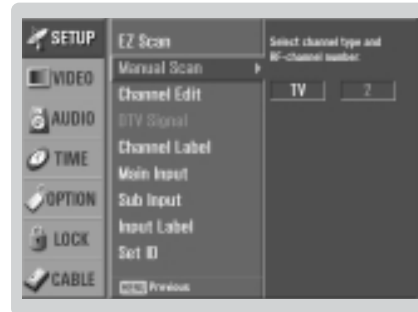 SETUP
VIDEO
AUDIO
TIME
OPTION
LOCK
CABLE
EZ Scan
Manual Scan
Channel Edit
DTV Signal
Channel Label
Main Input
Sub Input
Input Label
Set ID
MENU Previous
Select channel type and
RF-channel number.
TV 2